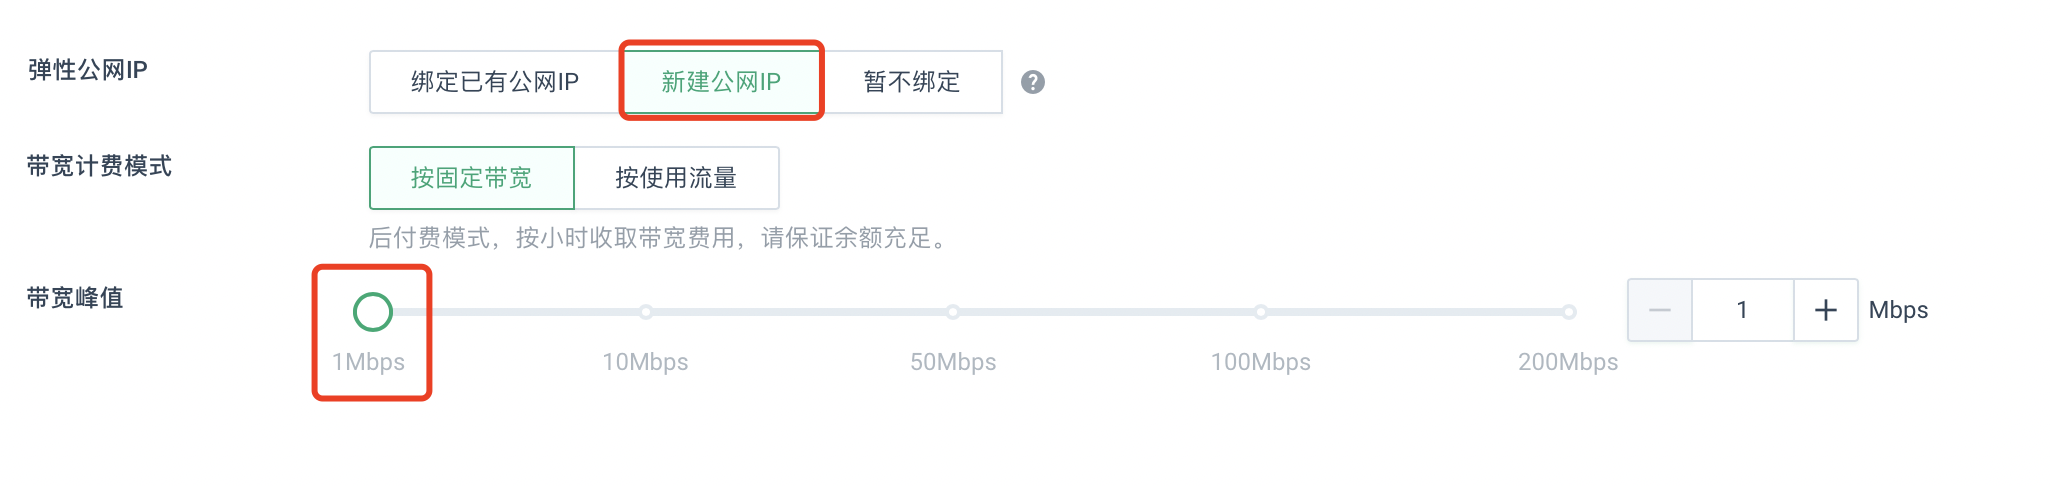 弹性公网IP 绑定已有公网IP 新建公网IP 暂不绑定 ?
带宽计费模式 按固定带宽 按使用流量
后付费模式，按小时收取带宽费用，请保证余额充足。
带宽峰值 — 1 + Mbps
1Mbps 10Mbps 50Mbps 100Mbps 200Mbps